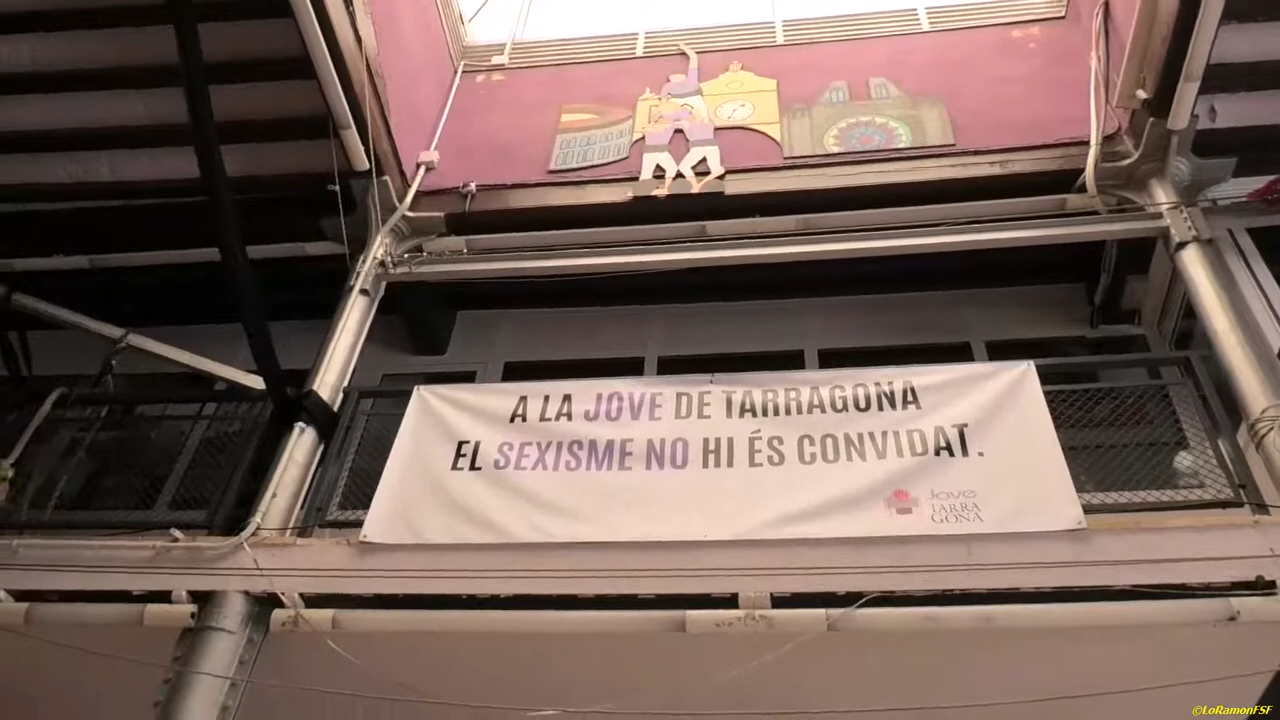 A LA JOVE DE TARRAGONA
EL SEXISME NO HI ÉS CONVIDAT.
Jove
TARRA
GONA
©LoRamonFSF